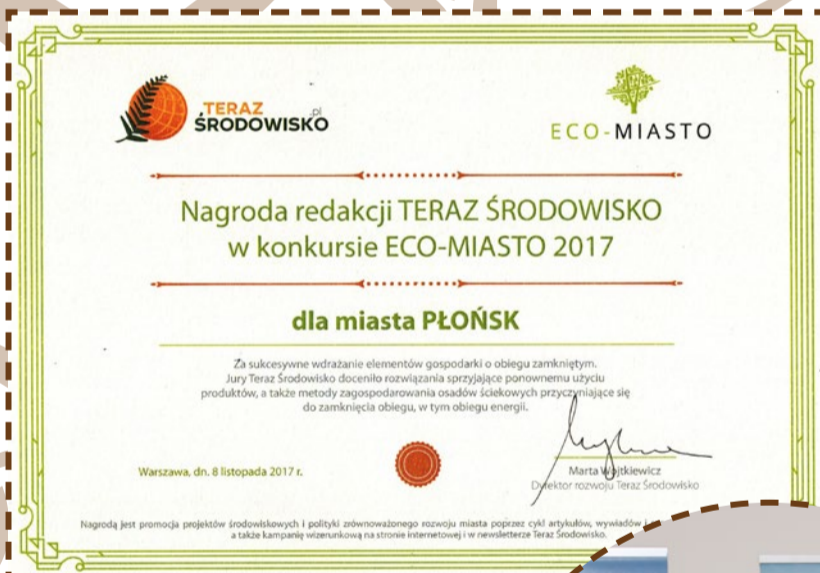 TERAZ .pl
ŚRODOWISKO
ECO-MIASTO
Nagroda redakcji TERAZ ŚRODOWISKO
w konkursie ECO-MIASTO 2017
dla miasta PŁOŃSK
Za sukcesywne wdrażanie elementów gospodarki o obiegu zamkniętym.
Jury Teraz Środowisko doceniło rozwiązania sprzyjające ponownemu użyciu
produktów, a także metody zagospodarowania osadów ściekowych przyczyniające się
do zamknięcia obiegu, w tym obiegu energii.
Warszawa, dn. 8 listopada 2017 r.
Marta Wojtkiewicz
Dyrektor rozwoju Teraz Środowisko
Nagrodą jest promocja projektów środowiskowych i polityki zrównoważonego rozwoju miasta poprzez cykl artykułów, wywiadów i
a także kampanię wizerunkową na stronie internetowej i w newsletterze Teraz Środowisko.